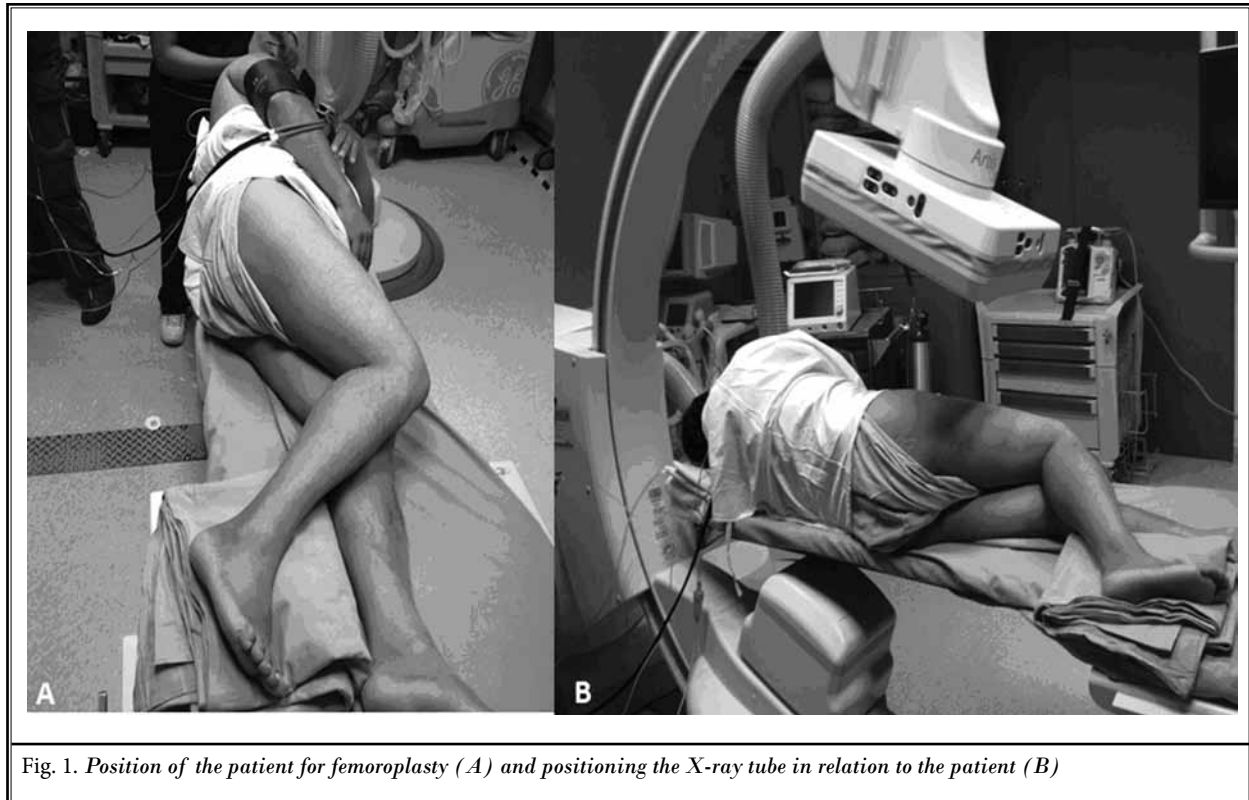 GE
Artis
A
B
Fig. 1. Position of the patient for femoroplasty (A) and positioning the X-ray tube in relation to the patient (B)